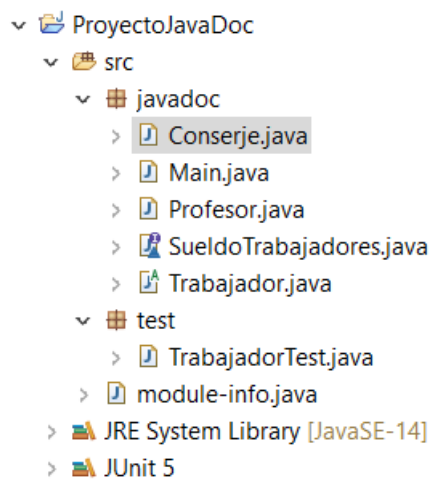 ProyectoJavaDoc
src
javadoc
Conserje.java
Main.java
Profesor.java
SueldoTrabajadores.java
Trabajador.java
test
TrabajadorTest.java
module-info.java
JRE System Library [JavaSE-14]
JUnit 5